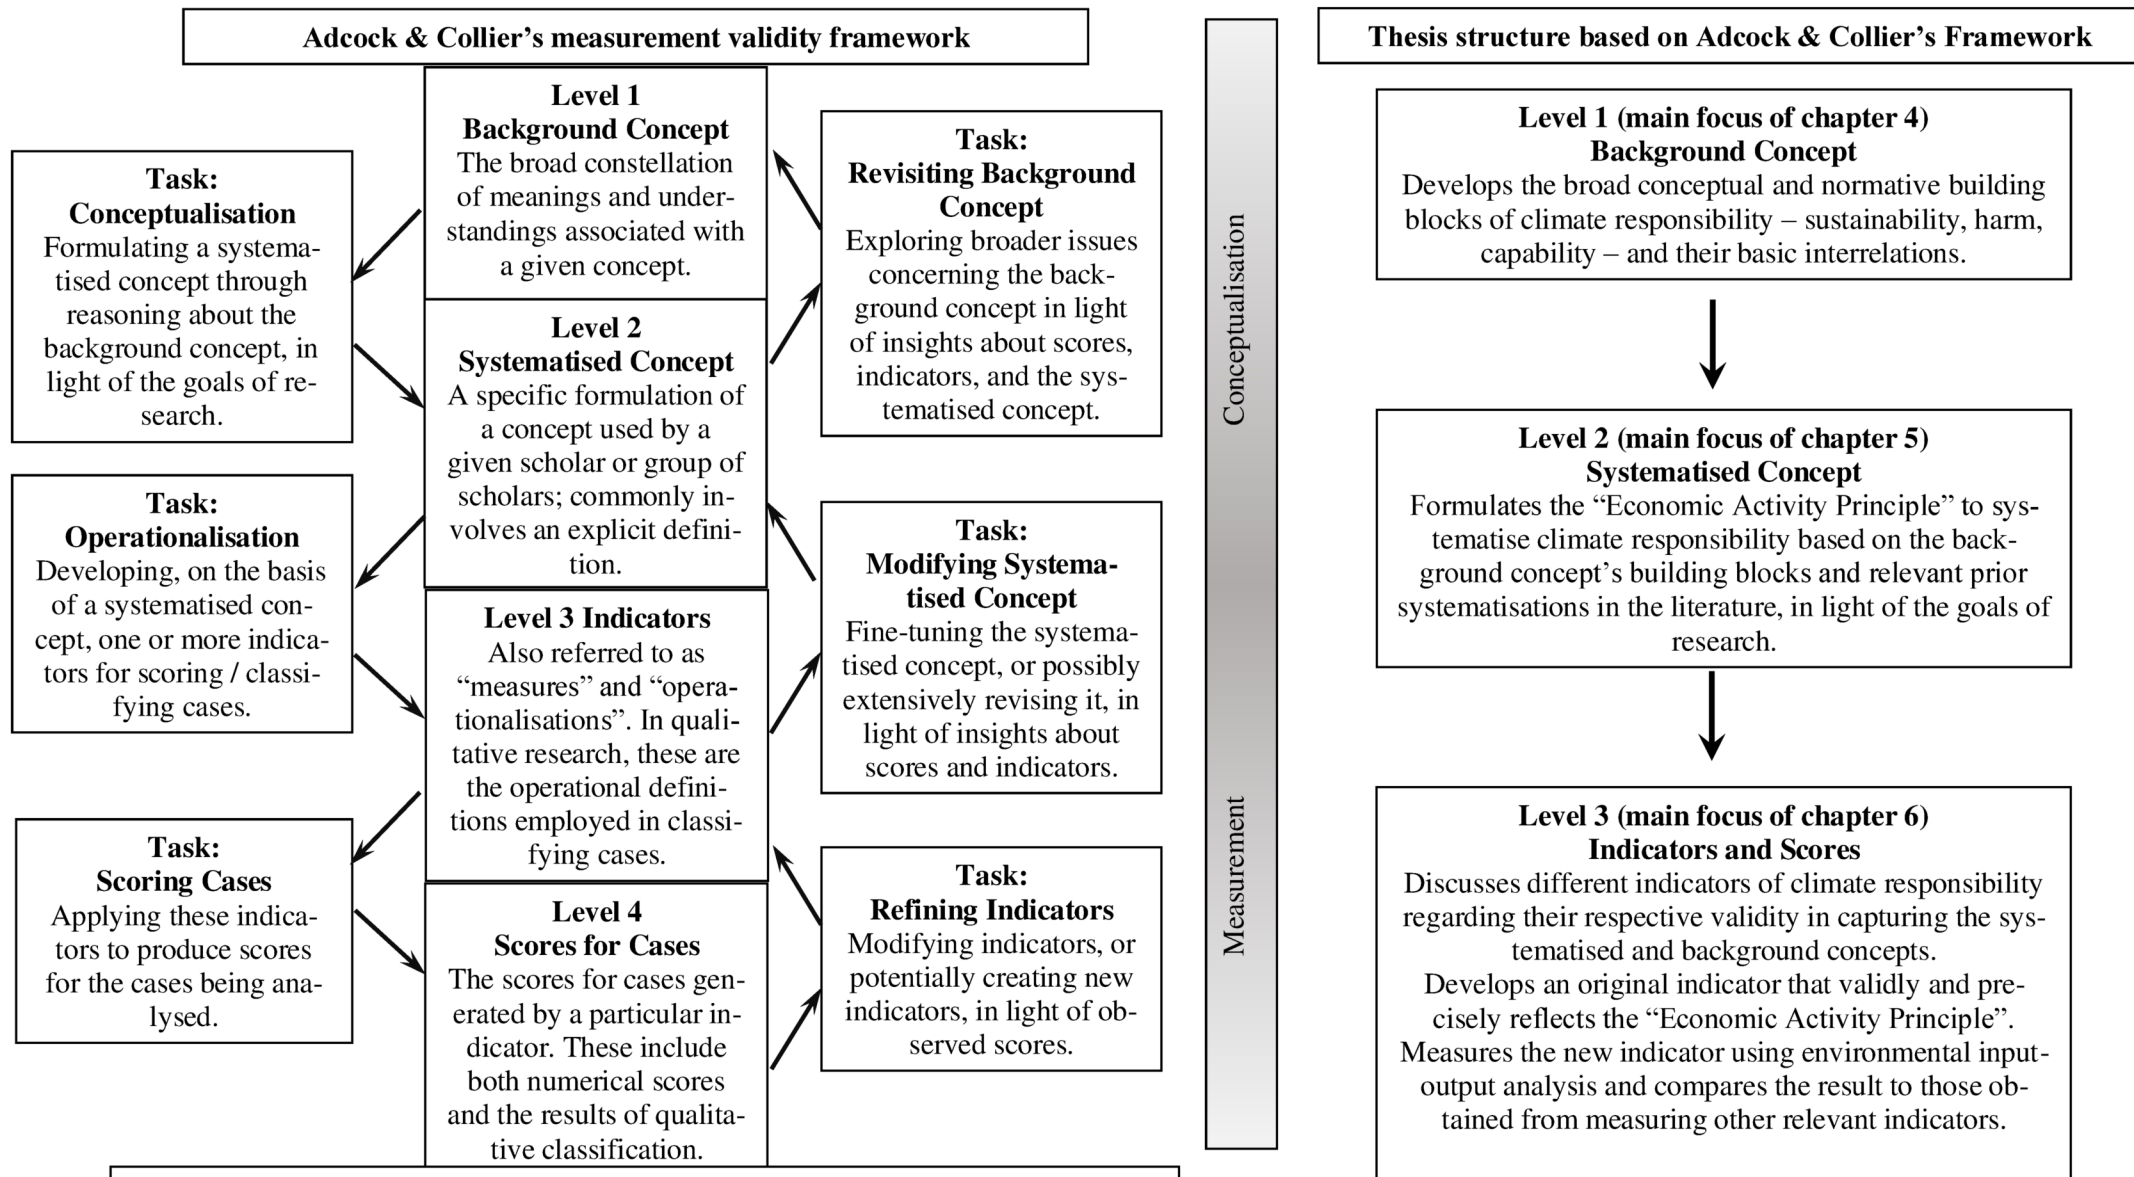 Adcock & Collier’s measurement validity framework
Level 1
Background Concept
The broad constellation
of meanings and under-
standings associated with
a given concept.
Task:
Conceptualisation
Formulating a systema-
tised concept through
reasoning about the
background concept, in
light of the goals of re-
search.
Task:
Revisiting Background
Concept
Exploring broader issues
concerning the back-
ground concept in light
of insights about scores,
indicators, and the sys-
tematised concept.
Level 2
Systematised Concept
A specific formulation of
a concept used by a
given scholar or group of
scholars; commonly in-
volves an explicit defini-
tion.
Task:
Operationalisation
Developing, on the basis
of a systematised con-
cept, one or more indica-
tors for scoring / classi-
fying cases.
Task:
Modifying Systema-
tised Concept
Fine-tuning the systema-
tised concept, or possibly
extensively revising it, in
light of insights about
scores and indicators.
Level 3 Indicators
Also referred to as
“measures” and “opera-
tionalisations”. In quali-
tative research, these are
the operational defini-
tions employed in classi-
fying cases.
Task:
Scoring Cases
Applying these indica-
tors to produce scores
for the cases being ana-
lysed.
Task:
Refining Indicators
Modifying indicators, or
potentially creating new
indicators, in light of ob-
served scores.
Level 4
Scores for Cases
The scores for cases gen-
erated by a particular in-
dicator. These include
both numerical scores
and the results of qualita-
tive classification.
Conceptualisation
Measurement
Thesis structure based on Adcock & Collier’s Framework
Level 1 (main focus of chapter 4)
Background Concept
Develops the broad conceptual and normative building
blocks of climate responsibility – sustainability, harm,
capability – and their basic interrelations.
Level 2 (main focus of chapter 5)
Systematised Concept
Formulates the “Economic Activity Principle” to sys-
tematise climate responsibility based on the back-
ground concept’s building blocks and relevant prior
systematisations in the literature, in light of the goals of
research.
Level 3 (main focus of chapter 6)
Indicators and Scores
Discusses different indicators of climate responsibility
regarding their respective validity in capturing the sys-
tematised and background concepts.
Develops an original indicator that validly and pre-
cisely reflects the “Economic Activity Principle”.
Measures the new indicator using environmental input-
output analysis and compares the result to those ob-
tained from measuring other relevant indicators.